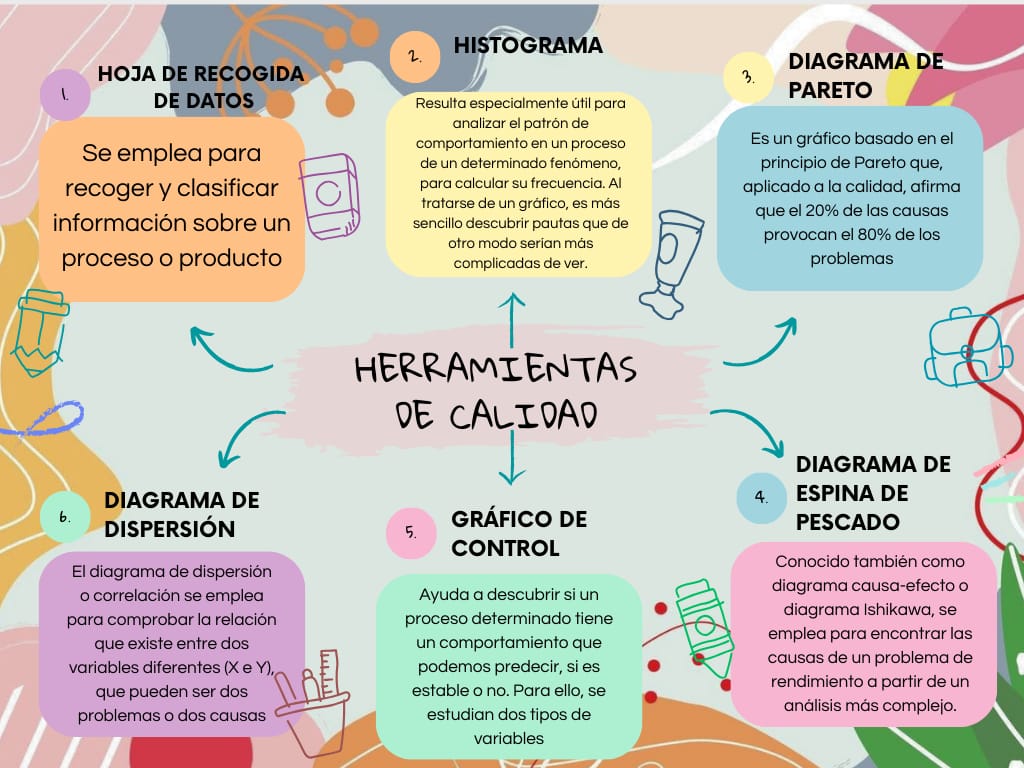 HERRAMIENTAS
DE CALIDAD
1.
HOJA DE RECOGIDA
DE DATOS
Se emplea para
recoger y clasificar
información sobre un
proceso o producto
2.
HISTOGRAMA
Resulta especialmente útil para
analizar el patrón de
comportamiento en un proceso
de un determinado fenómeno,
para calcular su frecuencia. Al
tratarse de un gráfico, es más
sencillo descubrir pautas que de
otro modo serían más
complicadas de ver.
3.
DIAGRAMA DE
PARETO
Es un gráfico basado en el
principio de Pareto que,
aplicado a la calidad, afirma
que el 20% de las causas
provocan el 80% de los
problemas
4.
DIAGRAMA DE
ESPINA DE
PESCADO
Conocido también como
diagrama causa-efecto o
diagrama Ishikawa, se
emplea para encontrar las
causas de un problema de
rendimiento a partir de un
análisis más complejo.
5.
GRÁFICO DE
CONTROL
Ayuda a descubrir si un
proceso determinado tiene
un comportamiento que
podemos predecir, si es
estable o no. Para ello, se
estudian dos tipos de
variables
6.
DIAGRAMA DE
DISPERSIÓN
El diagrama de dispersión
o correlación se emplea
para comprobar la relación
que existe entre dos
variables diferentes (X e Y),
que pueden ser dos
problemas o dos causas